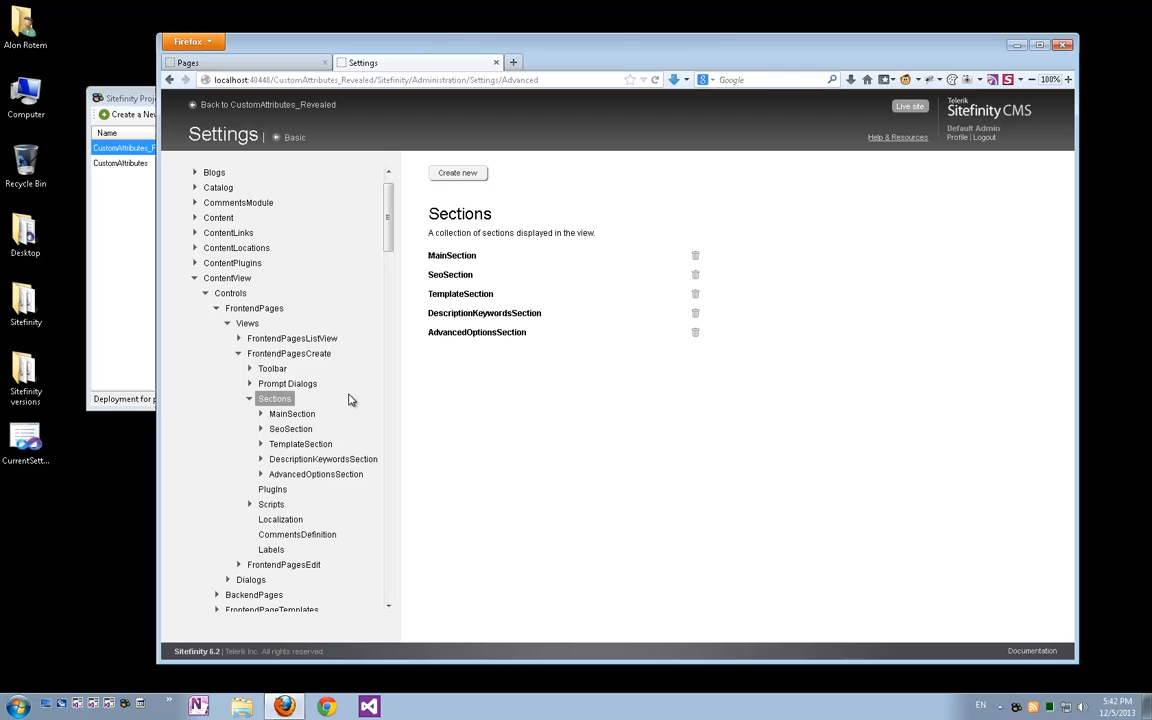 Alon Rotem
Computer
Recycle Bin
Desktop
Sitefinity
Sitefinity
versions
CurrentSett...
Sitefinity Proj
Create a New
Name
CustomAttributes_F
CustomAttributes
Deployment for p
Firefox
Pages
Settings
localhost:40448/CustomAttributes_Revealed/Sitefinity/Administration/Settings/Advanced
Google
100%
Back to CustomAttributes_Revealed
Settings | Basic
Live site
Help & Resources
Telerik
Sitefinity CMS
Default Admin
Profile | Logout
Blogs
Catalog
CommentsModule
Content
ContentLinks
ContentLocations
ContentPlugins
ContentView
Controls
FrontendPages
Views
FrontendPagesListView
FrontendPagesCreate
Toolbar
Prompt Dialogs
Sections
MainSection
SeoSection
TemplateSection
DescriptionKeywordsSection
AdvancedOptionsSection
PlugIns
Scripts
Localization
CommentsDefinition
Labels
FrontendPagesEdit
Dialogs
BackendPages
FrontendPageTemplates
Create new
Sections
A collection of sections displayed in the view.
MainSection
SeoSection
TemplateSection
DescriptionKeywordsSection
AdvancedOptionsSection
Sitefinity 6.2 | Telerik Inc. All rights reserved
Documentation
EN
5:42 PM
12/5/2013